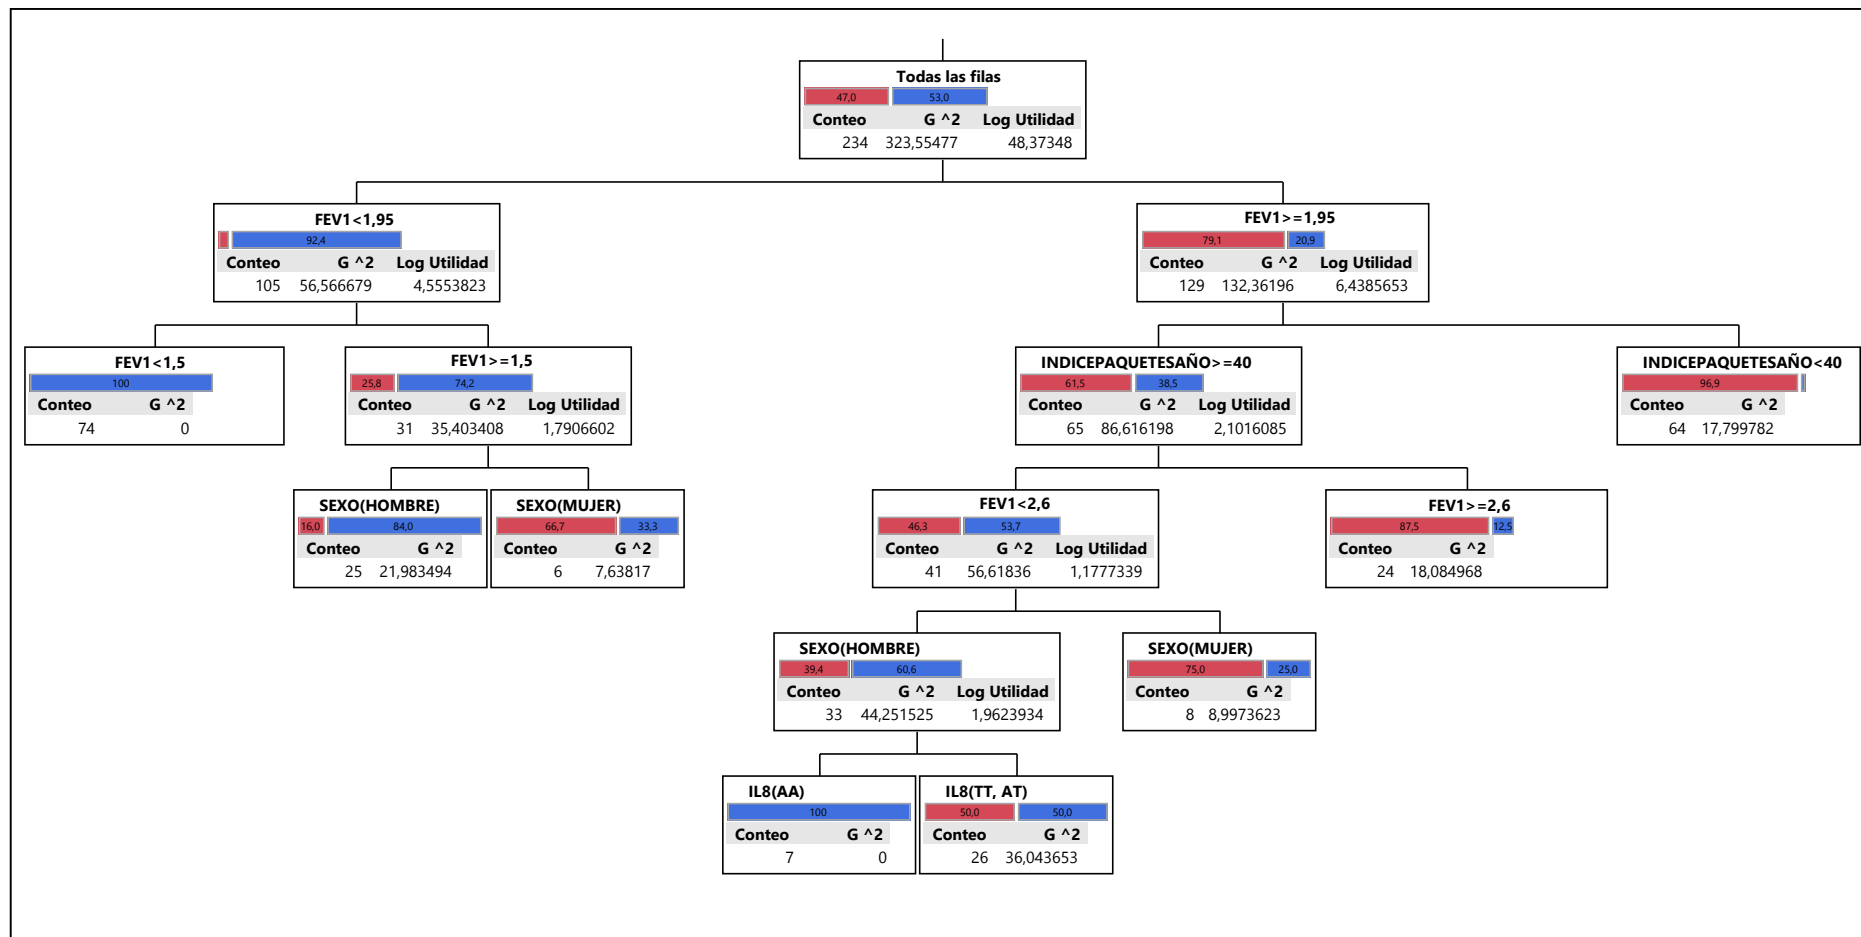 Todas las filas
47,0 53,0
Conteo G ^2 Log Utilidad
234 323,55477 48,37348
FEV1<1,95
92,4
Conteo G ^2 Log Utilidad
105 56,566679 4,5553823
FEV1>=1,95
79,1 20,9
Conteo G ^2 Log Utilidad
129 132,36196 6,4385653
FEV1<1,5
100
Conteo G ^2
74 0
FEV1>=1,5
25,8 74,2
Conteo G ^2 Log Utilidad
31 35,403408 1,7906602
INDICEPAQUETESAÑO>=40
61,5 38,5
Conteo G ^2 Log Utilidad
65 86,616198 2,1016085
INDICEPAQUETESAÑO<40
96,9
Conteo G ^2
64 17,799782
SEXO(HOMBRE)
16,0 84,0
Conteo G ^2
25 21,983494
SEXO(MUJER)
66,7 33,3
Conteo G ^2
6 7,63817
FEV1<2,6
46,3 53,7
Conteo G ^2 Log Utilidad
41 56,61836 1,1777339
FEV1>=2,6
87,5 12,5
Conteo G ^2
24 18,084968
SEXO(HOMBRE)
39,4 60,6
Conteo G ^2 Log Utilidad
33 44,251525 1,9623934
SEXO(MUJER)
75,0 25,0
Conteo G ^2
8 8,9973623
IL8(AA)
100
Conteo G ^2
7 0
IL8(TT, AT)
50,0 50,0
Conteo G ^2
26 36,043653